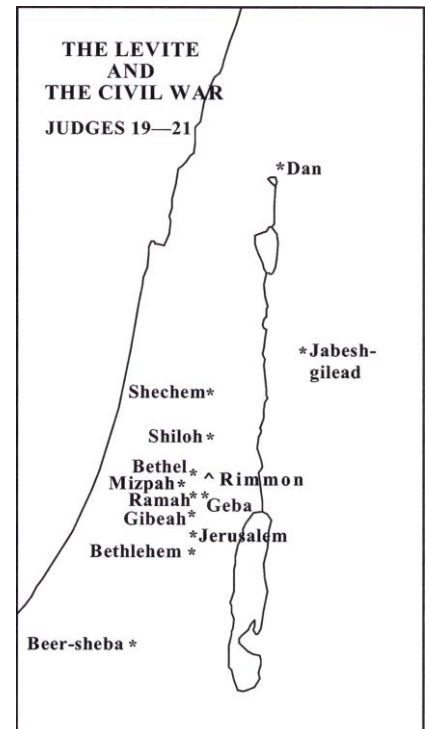 THE LEVITE
AND
THE CIVIL WAR
JUDGES 19—21
*Dan
*Jabesh-
gilead
Shechem*
Shiloh*
Bethel*
^ Rimmon
Mizpah*
Ramah**
Geba
Gibeah*
*Jerusalem
Bethlehem *
Beer-sheba *